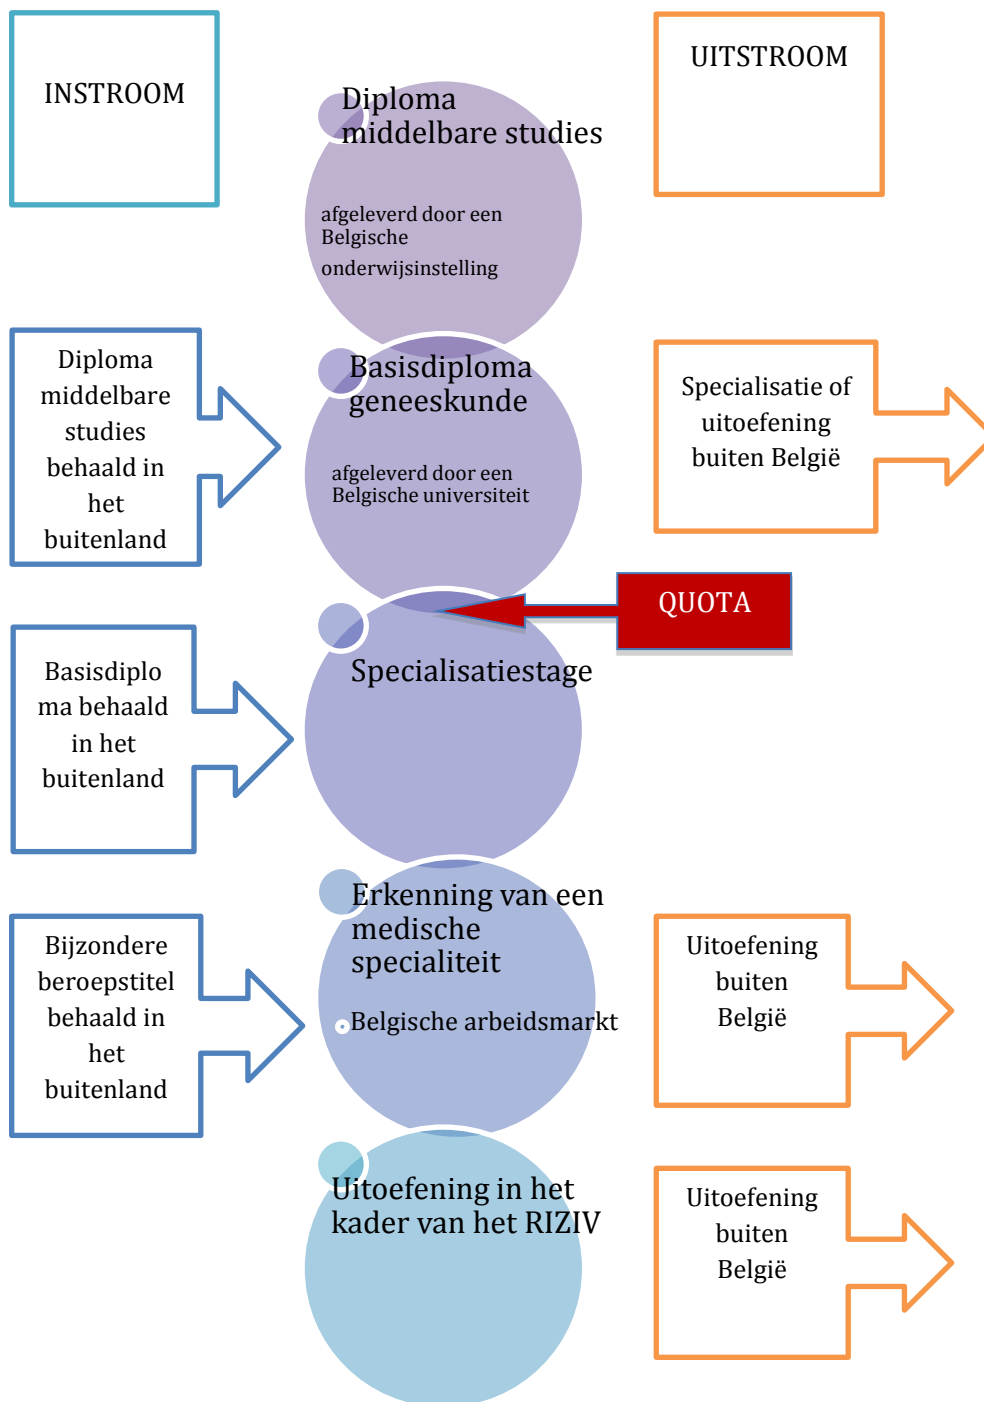 INSTROOM
UITSTROOM
Diploma
middelbare studies
afgeleverd door een
Belgische
onderwijsinstelling
Diploma
middelbare
studies
behaald in
het
buitenland
Basisdiploma
geneeskunde
afgeleverd door een
Belgische universiteit
Specialisatie of
uitoefening
buiten België
QUOTA
Basisdiplo
ma behaald
in het
buitenland
Specialisatiestage
Bijzondere
beroepstitel
behaald in
het
buitenland
Erkenning van een
medische
specialiteit
Belgische arbeidsmarkt
Uitoefening
buiten
België
Uitoefening in het
kader van het RIZIV
Uitoefening
buiten
België